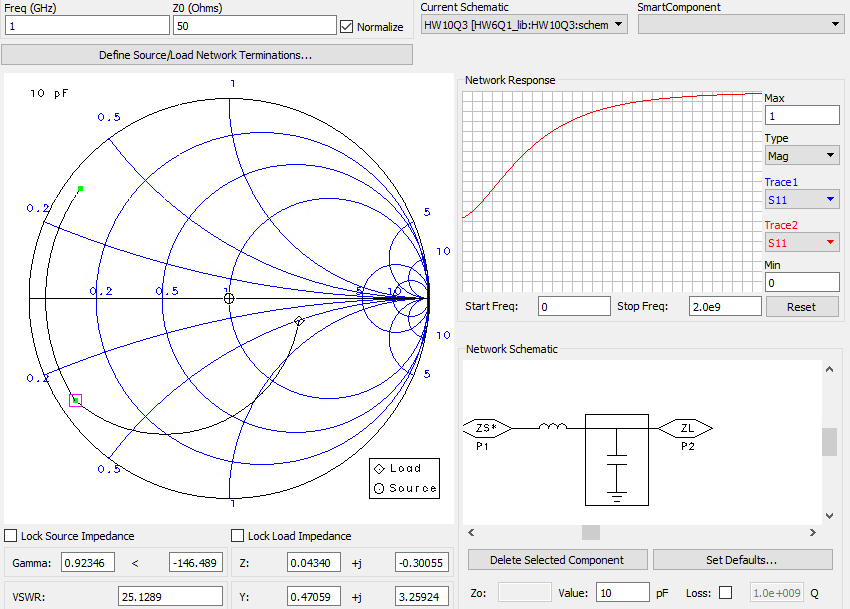 Freq (GHz) Z0 (Ohms) Current Schematic SmartComponent
1 50 Normalize HW10Q3 [HW6Q1_lib:HW10Q3:schem
Define Source/Load Network Terminations...
10 pF
1
0.5
0.2
5
10
0.2 0.5 1 5 10
10
0.2
5
0.5
1
Load
Source
Network Response
Max
1
Type
Mag
Trace1
S11
Trace2
S11
Min
0
Start Freq: 0 Stop Freq: 2.0e9 Reset
Network Schematic
ZS* ZL
P1 P2
Lock Source Impedance Lock Load Impedance
Gamma: 0.92346 < -146.489 Z: 0.04340 +j -0.30055
VSWR: 25.1289 Y: 0.47059 +j 3.25924
Delete Selected Component Set Defaults...
Zo: Value: 10 pF Loss: 1.0e+009 Q